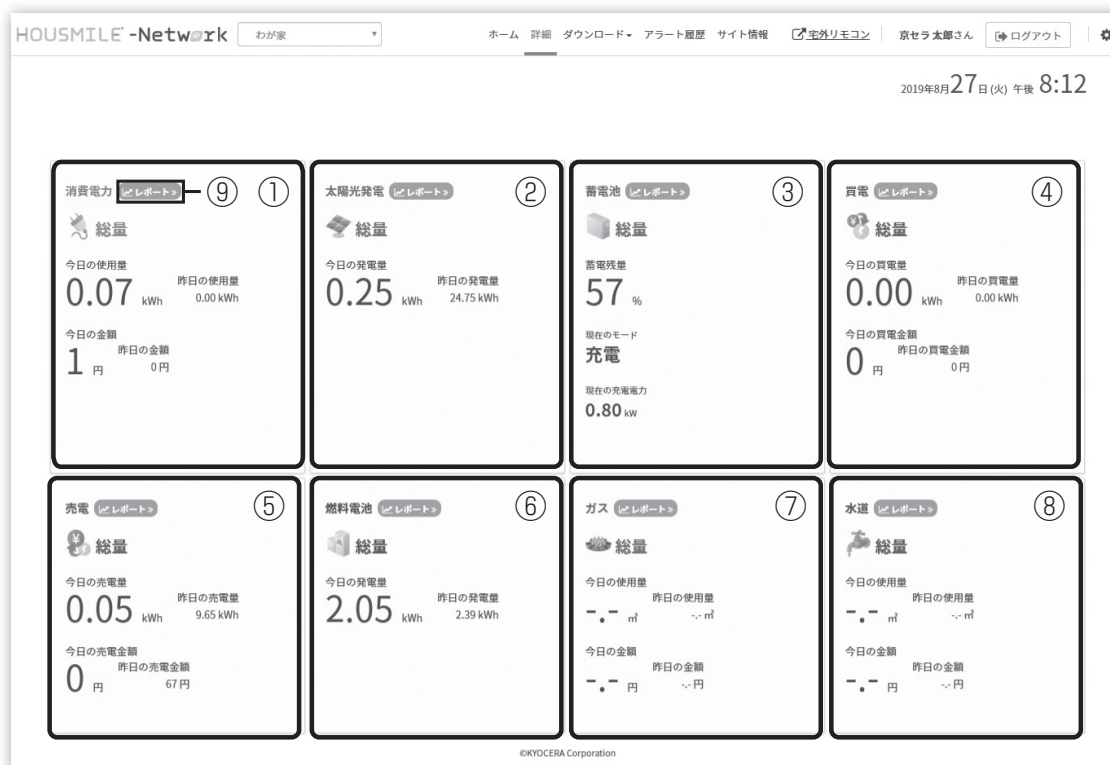 HOUSMILE-Network わが家 ホーム 詳細 ダウンロード アラート履歴 サイト情報 宅外リモコン 京セラ 太郎さん ログアウト
2019年8月27日(火) 午後 8:12
消費電力 レポート» ⑨ ①
総量
今日の使用量
0.07 kWh
昨日の使用量
0.00 kWh
今日の金額
1 円
昨日の金額
0 円
太陽光発電 レポート» ②
総量
今日の発電量
0.25 kWh
昨日の発電量
24.75 kWh
蓄電池 レポート» ③
総量
蓄電残量
57 %
現在のモード
充電
現在の充電電力
0.80 kW
買電 レポート» ④
総量
今日の買電量
0.00 kWh
昨日の買電量
0.00 kWh
今日の買電金額
0 円
昨日の買電金額
0 円
売電 レポート» ⑤
総量
今日の売電量
0.05 kWh
昨日の売電量
9.65 kWh
今日の売電金額
0 円
昨日の売電金額
67 円
燃料電池 レポート» ⑥
総量
今日の発電量
2.05 kWh
昨日の発電量
2.39 kWh
ガス レポート» ⑦
総量
今日の使用量
-.- ㎥
昨日の使用量
-.- ㎥
今日の金額
-.- 円
昨日の金額
-.- 円
水道 レポート» ⑧
総量
今日の使用量
-.- ㎥
昨日の使用量
-.- ㎥
今日の金額
-.- 円
昨日の金額
-.- 円
©KYOCERA Corporation